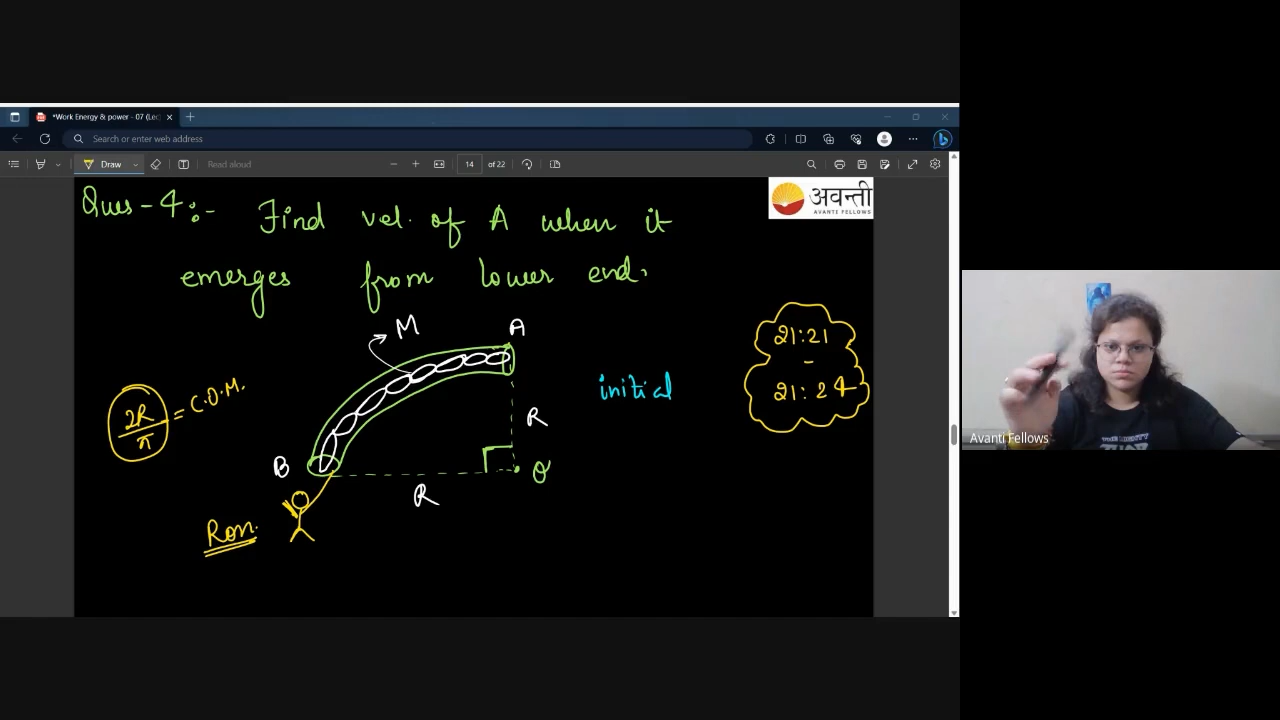 *Work Energy & power - 07 (Lec
Search or enter web address
Draw
Read aloud
14 of 22
Ques - 4 :- Find vel. of A when it
emerges from lower end.
अवन्ती
AVANTI FELLOWS
M
A
21:21
-
21:24
initial
2R/π = C.O.M.
R
B
O
R
Ron.
Avanti Fellows
THE MIGHTY